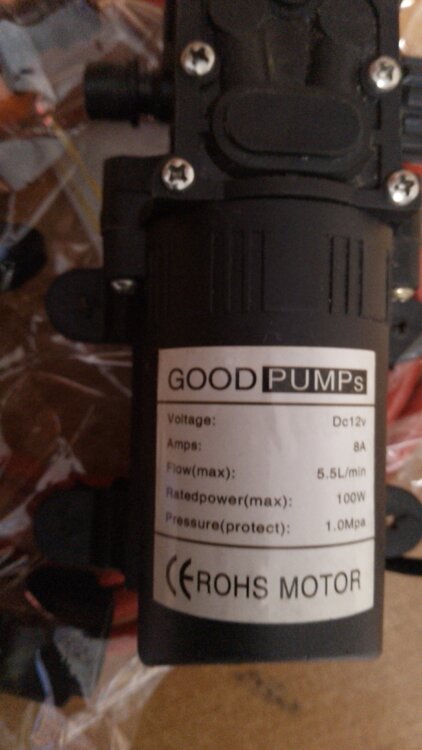 GOOD PUMPs
Voltage: Dc12v
Amps: 8A
Flow(max): 5.5L/min
Ratedpower(max): 100W
Pressure(protect): 1.0Mpa
CE ROHS MOTOR